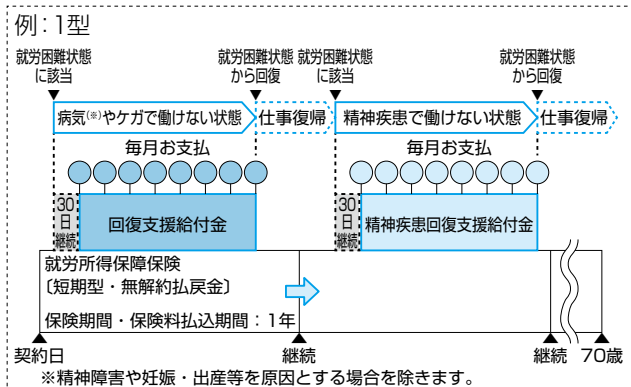 例：1型
就労困難状態
に該当
就労困難状態
から回復
就労困難状態
に該当
就労困難状態
から回復
病気(※)やケガで働けない状態
仕事復帰
精神疾患で働けない状態
仕事復帰
毎月お支払
毎月お支払
30
日
継続
回復支援給付金
30
日
継続
精神疾患回復支援給付金
就労所得保障保険
〔短期型・無解約払戻金〕
保険期間・保険料払込期間：1年
契約日
継続
継続
70歳
※精神障害や妊娠・出産等を原因とする場合を除きます。